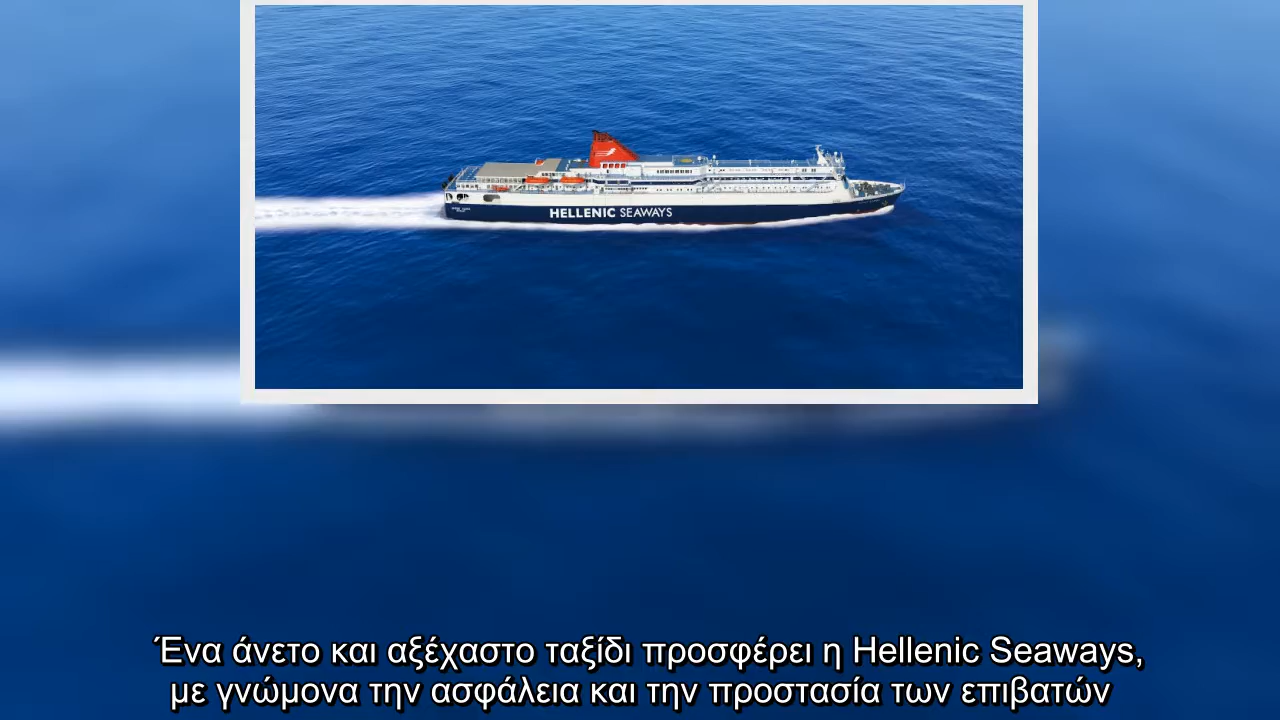 HELLENIC SEAWAYS
Ένα άνετο και αξέχαστο ταξίδι προσφέρει η Hellenic Seaways,
με γνώμονα την ασφάλεια και την προστασία των επιβατών